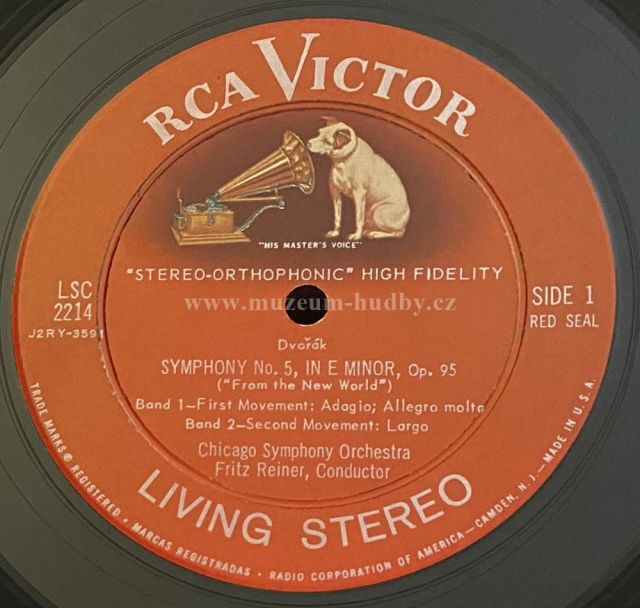 RCA VICTOR
"HIS MASTER'S VOICE"
"STEREO-ORTHOPHONIC" HIGH FIDELITY
LSC
2214
J2RY-3591
SIDE 1
RED SEAL
www.muzeum-hudby.cz
Dvořák
SYMPHONY No. 5, IN E MINOR, Op. 95
("From the New World")
Band 1—First Movement: Adagio; Allegro molto
Band 2—Second Movement: Largo
Chicago Symphony Orchestra
Fritz Reiner, Conductor
LIVING STEREO
TRADE MARKS ® REGISTERED. • MARCAS REGISTRADAS • RADIO CORPORATION OF AMERICA—CAMDEN, N. J.—MADE IN U.S.A.